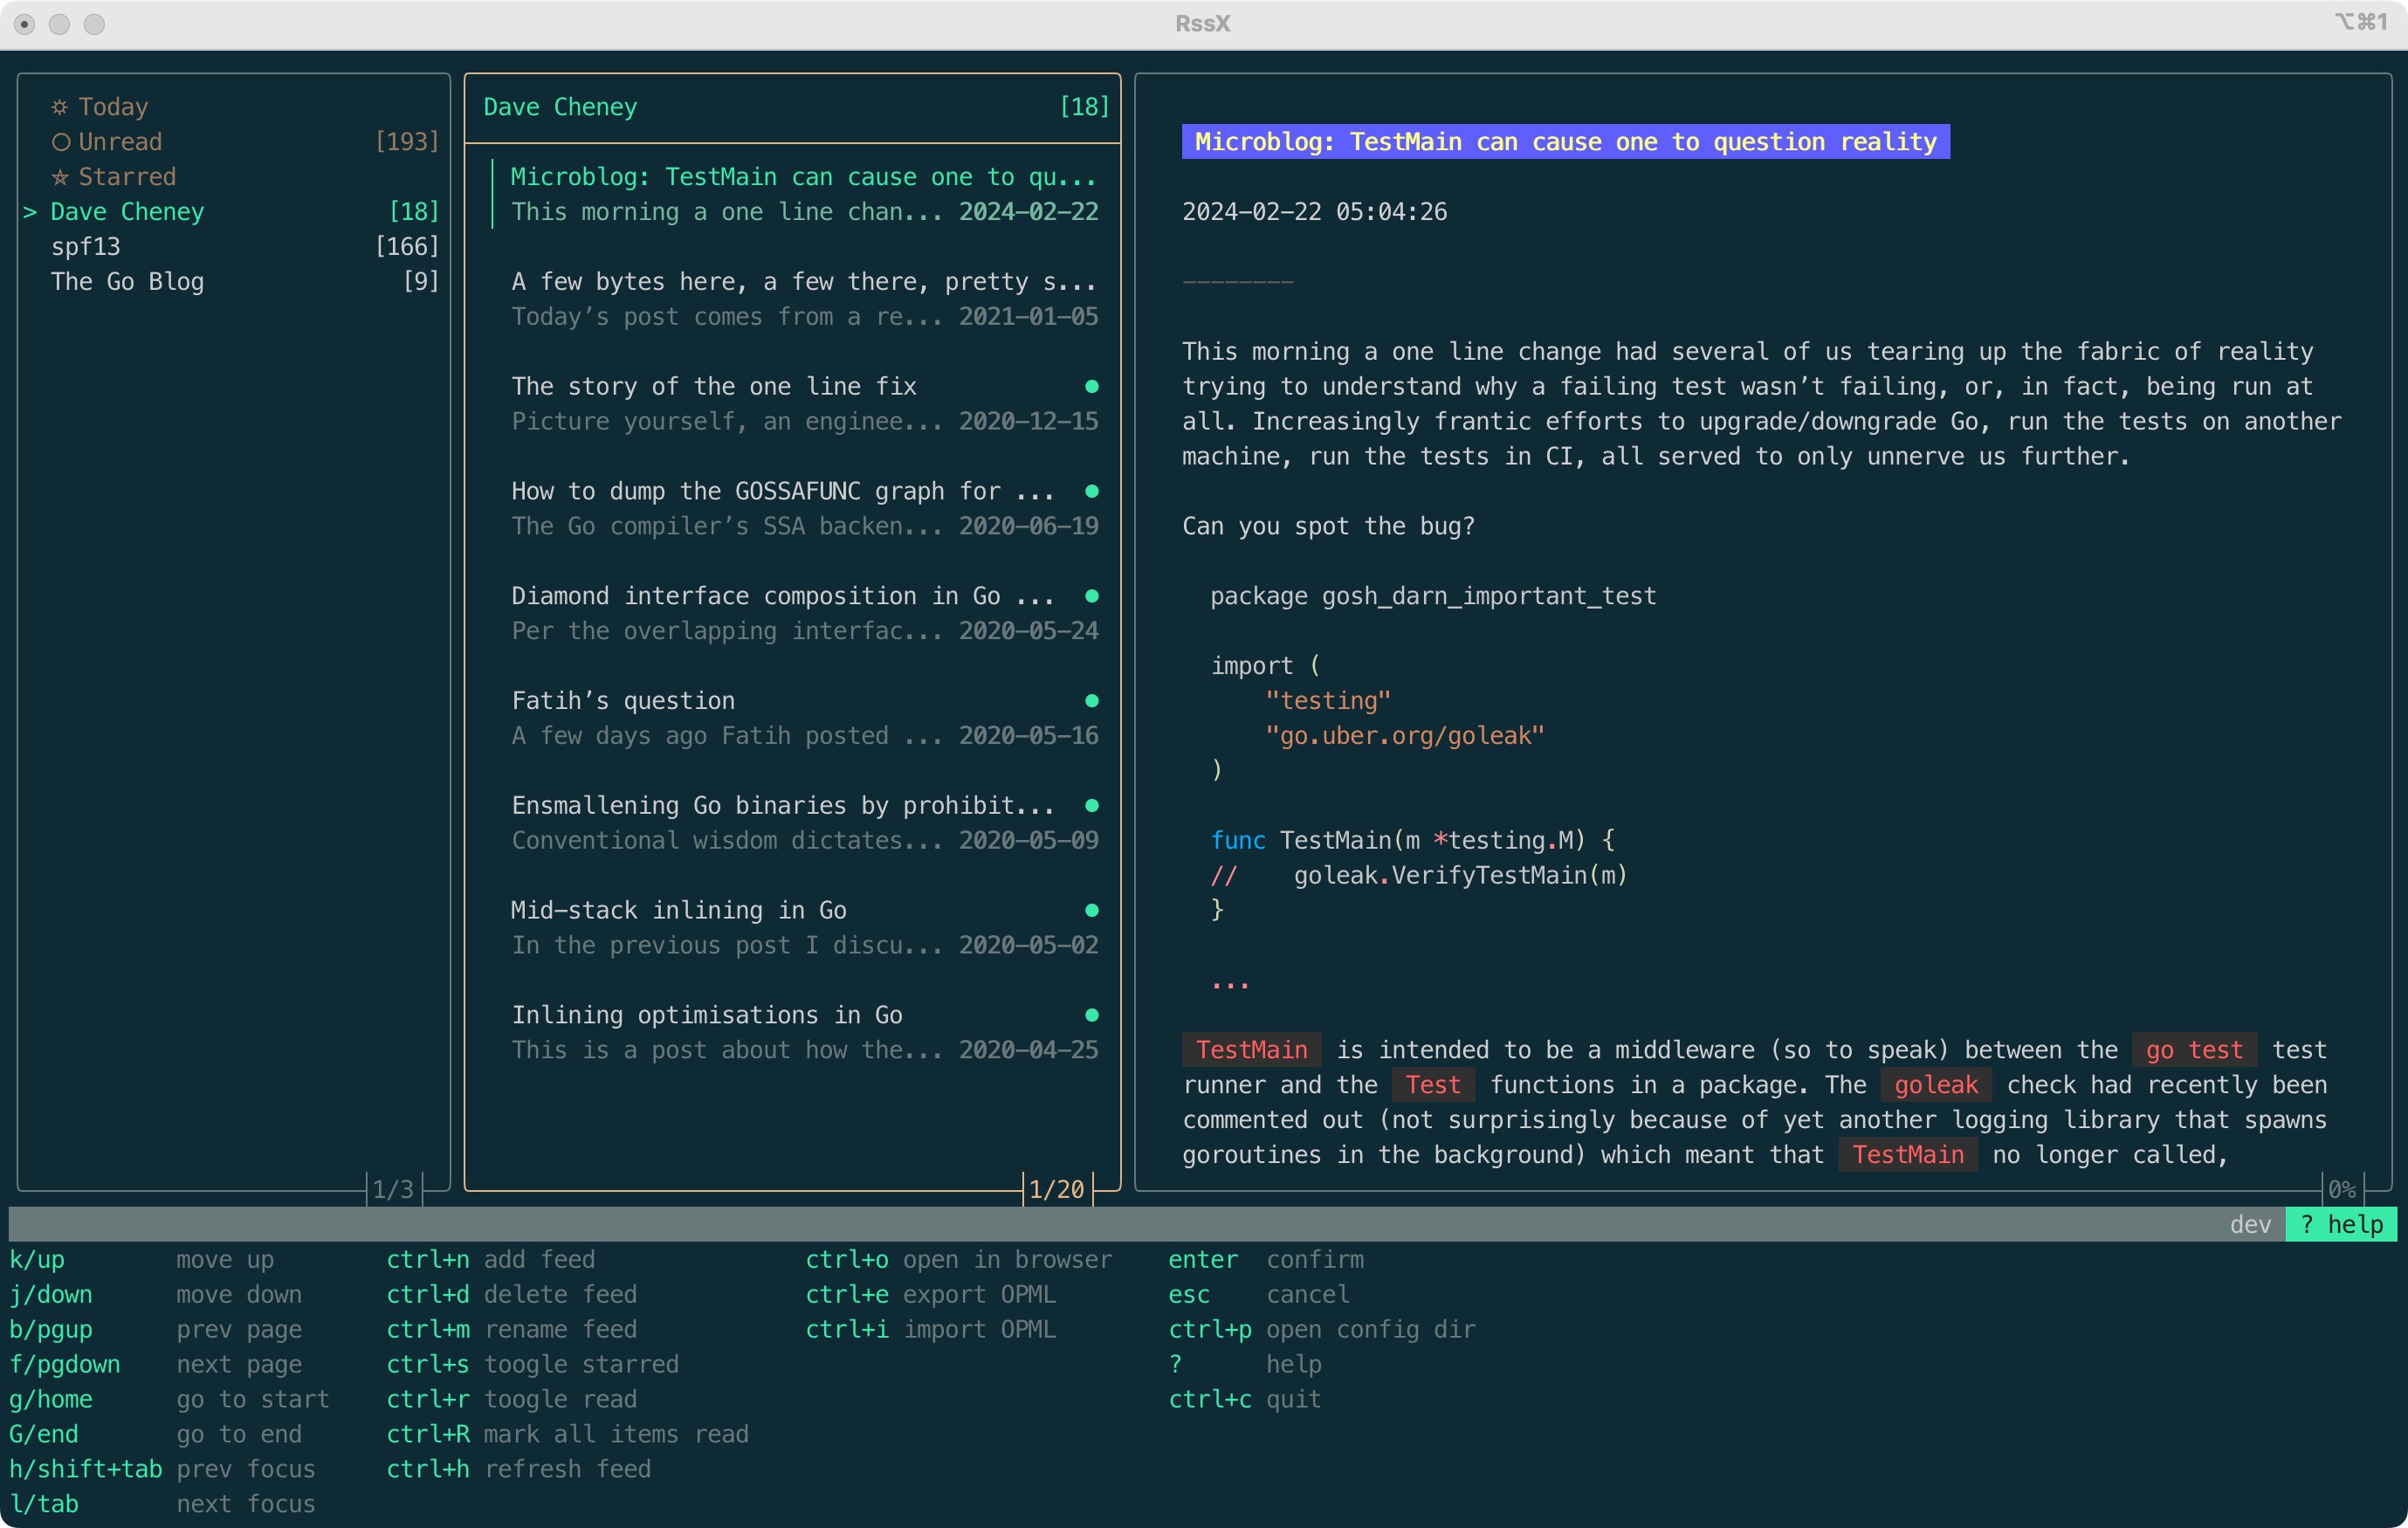 RssX
⌥⌘1
☼ Today
○ Unread [193]
☆ Starred
> Dave Cheney [18]
spf13 [166]
The Go Blog [9]
1/3
Dave Cheney [18]
Microblog: TestMain can cause one to qu...
This morning a one line chan... 2024-02-22
A few bytes here, a few there, pretty s...
Today’s post comes from a re... 2021-01-05
The story of the one line fix ●
Picture yourself, an enginee... 2020-12-15
How to dump the GOSSAFUNC graph for ... ●
The Go compiler’s SSA backen... 2020-06-19
Diamond interface composition in Go ... ●
Per the overlapping interfac... 2020-05-24
Fatih’s question ●
A few days ago Fatih posted ... 2020-05-16
Ensmallening Go binaries by prohibit... ●
Conventional wisdom dictates... 2020-05-09
Mid-stack inlining in Go ●
In the previous post I discu... 2020-05-02
Inlining optimisations in Go ●
This is a post about how the... 2020-04-25
1/20
Microblog: TestMain can cause one to question reality
2024-02-22 05:04:26
--------
This morning a one line change had several of us tearing up the fabric of reality
trying to understand why a failing test wasn’t failing, or, in fact, being run at
all. Increasingly frantic efforts to upgrade/downgrade Go, run the tests on another
machine, run the tests in CI, all served to only unnerve us further.
Can you spot the bug?
package gosh_darn_important_test
import (
"testing"
"go.uber.org/goleak"
)
func TestMain(m *testing.M) {
//    goleak.VerifyTestMain(m)
}
...
TestMain is intended to be a middleware (so to speak) between the go test test
runner and the Test functions in a package. The goleak check had recently been
commented out (not surprisingly because of yet another logging library that spawns
goroutines in the background) which meant that TestMain no longer called,
0%
dev ? help
k/up move up ctrl+n add feed ctrl+o open in browser enter confirm
j/down move down ctrl+d delete feed ctrl+e export OPML esc cancel
b/pgup prev page ctrl+m rename feed ctrl+i import OPML ctrl+p open config dir
f/pgdown next page ctrl+s toogle starred ? help
g/home go to start ctrl+r toogle read ctrl+c quit
G/end go to end ctrl+R mark all items read
h/shift+tab prev focus ctrl+h refresh feed
l/tab next focus